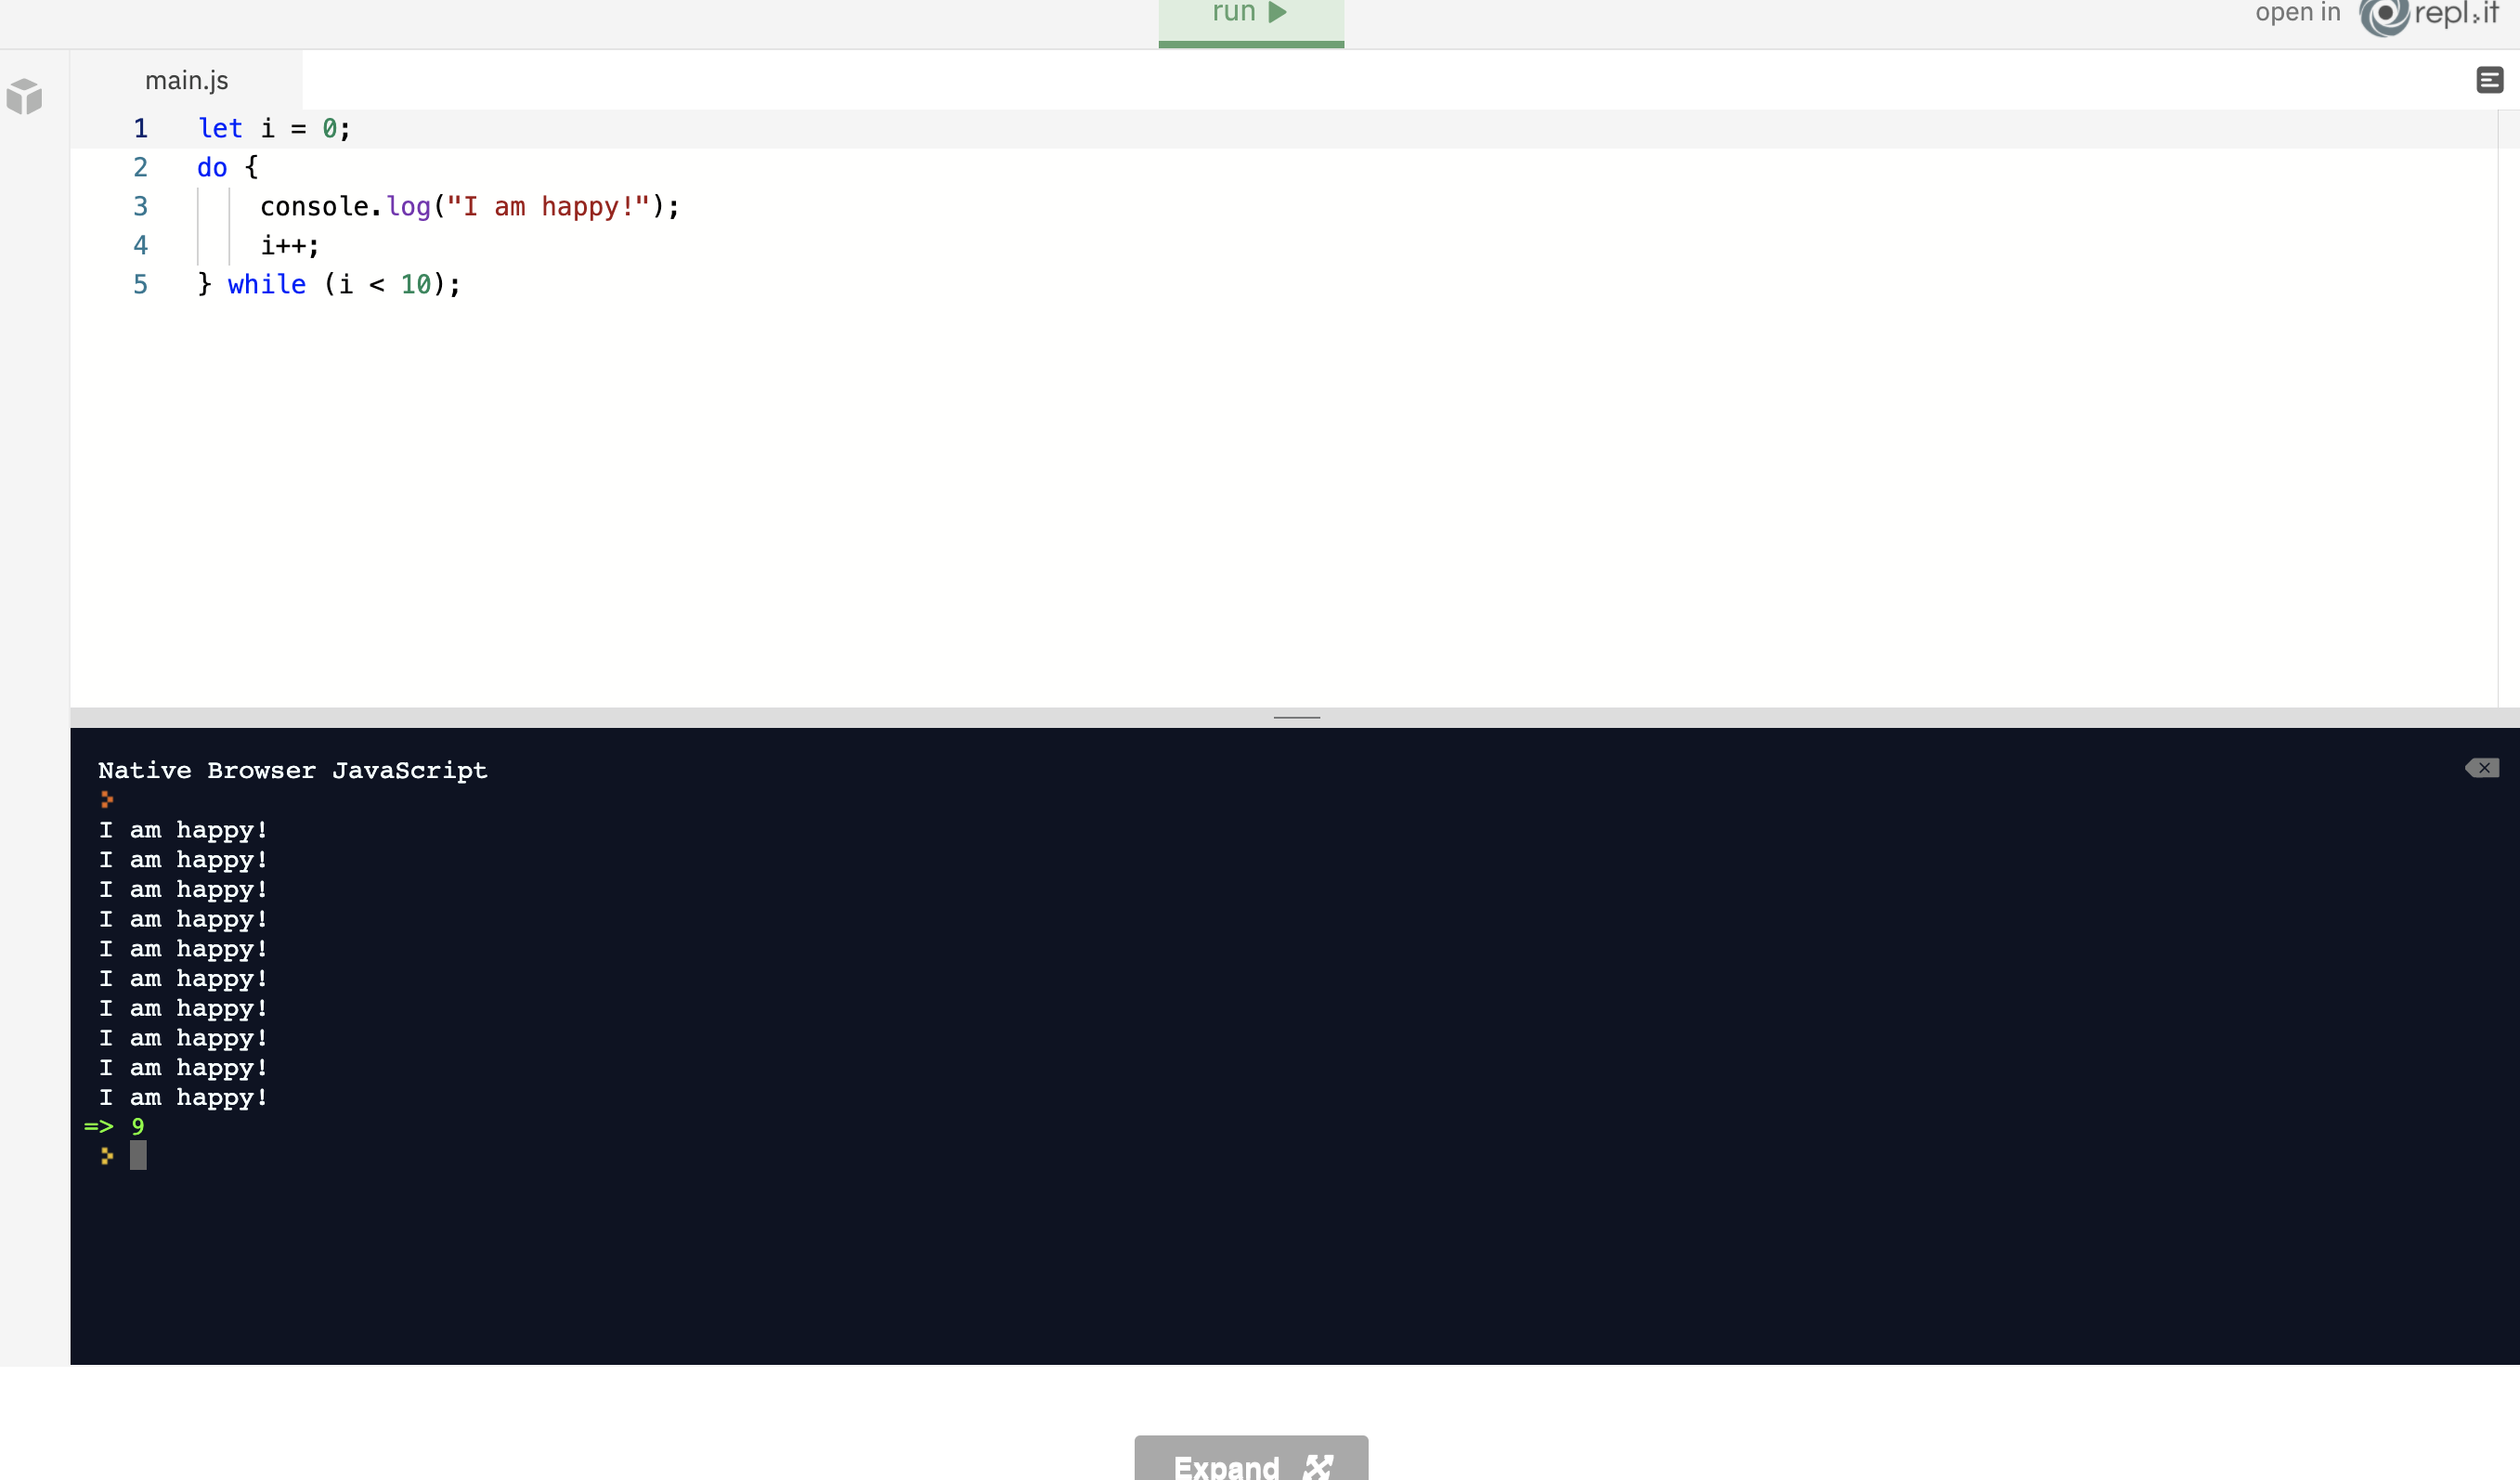 run
open in repl.it
main.js
1 let i = 0;
2 do {
3 console.log("I am happy!");
4 i++;
5 } while (i < 10);
Native Browser JavaScript
I am happy!
I am happy!
I am happy!
I am happy!
I am happy!
I am happy!
I am happy!
I am happy!
I am happy!
I am happy!
=> 9
Expand